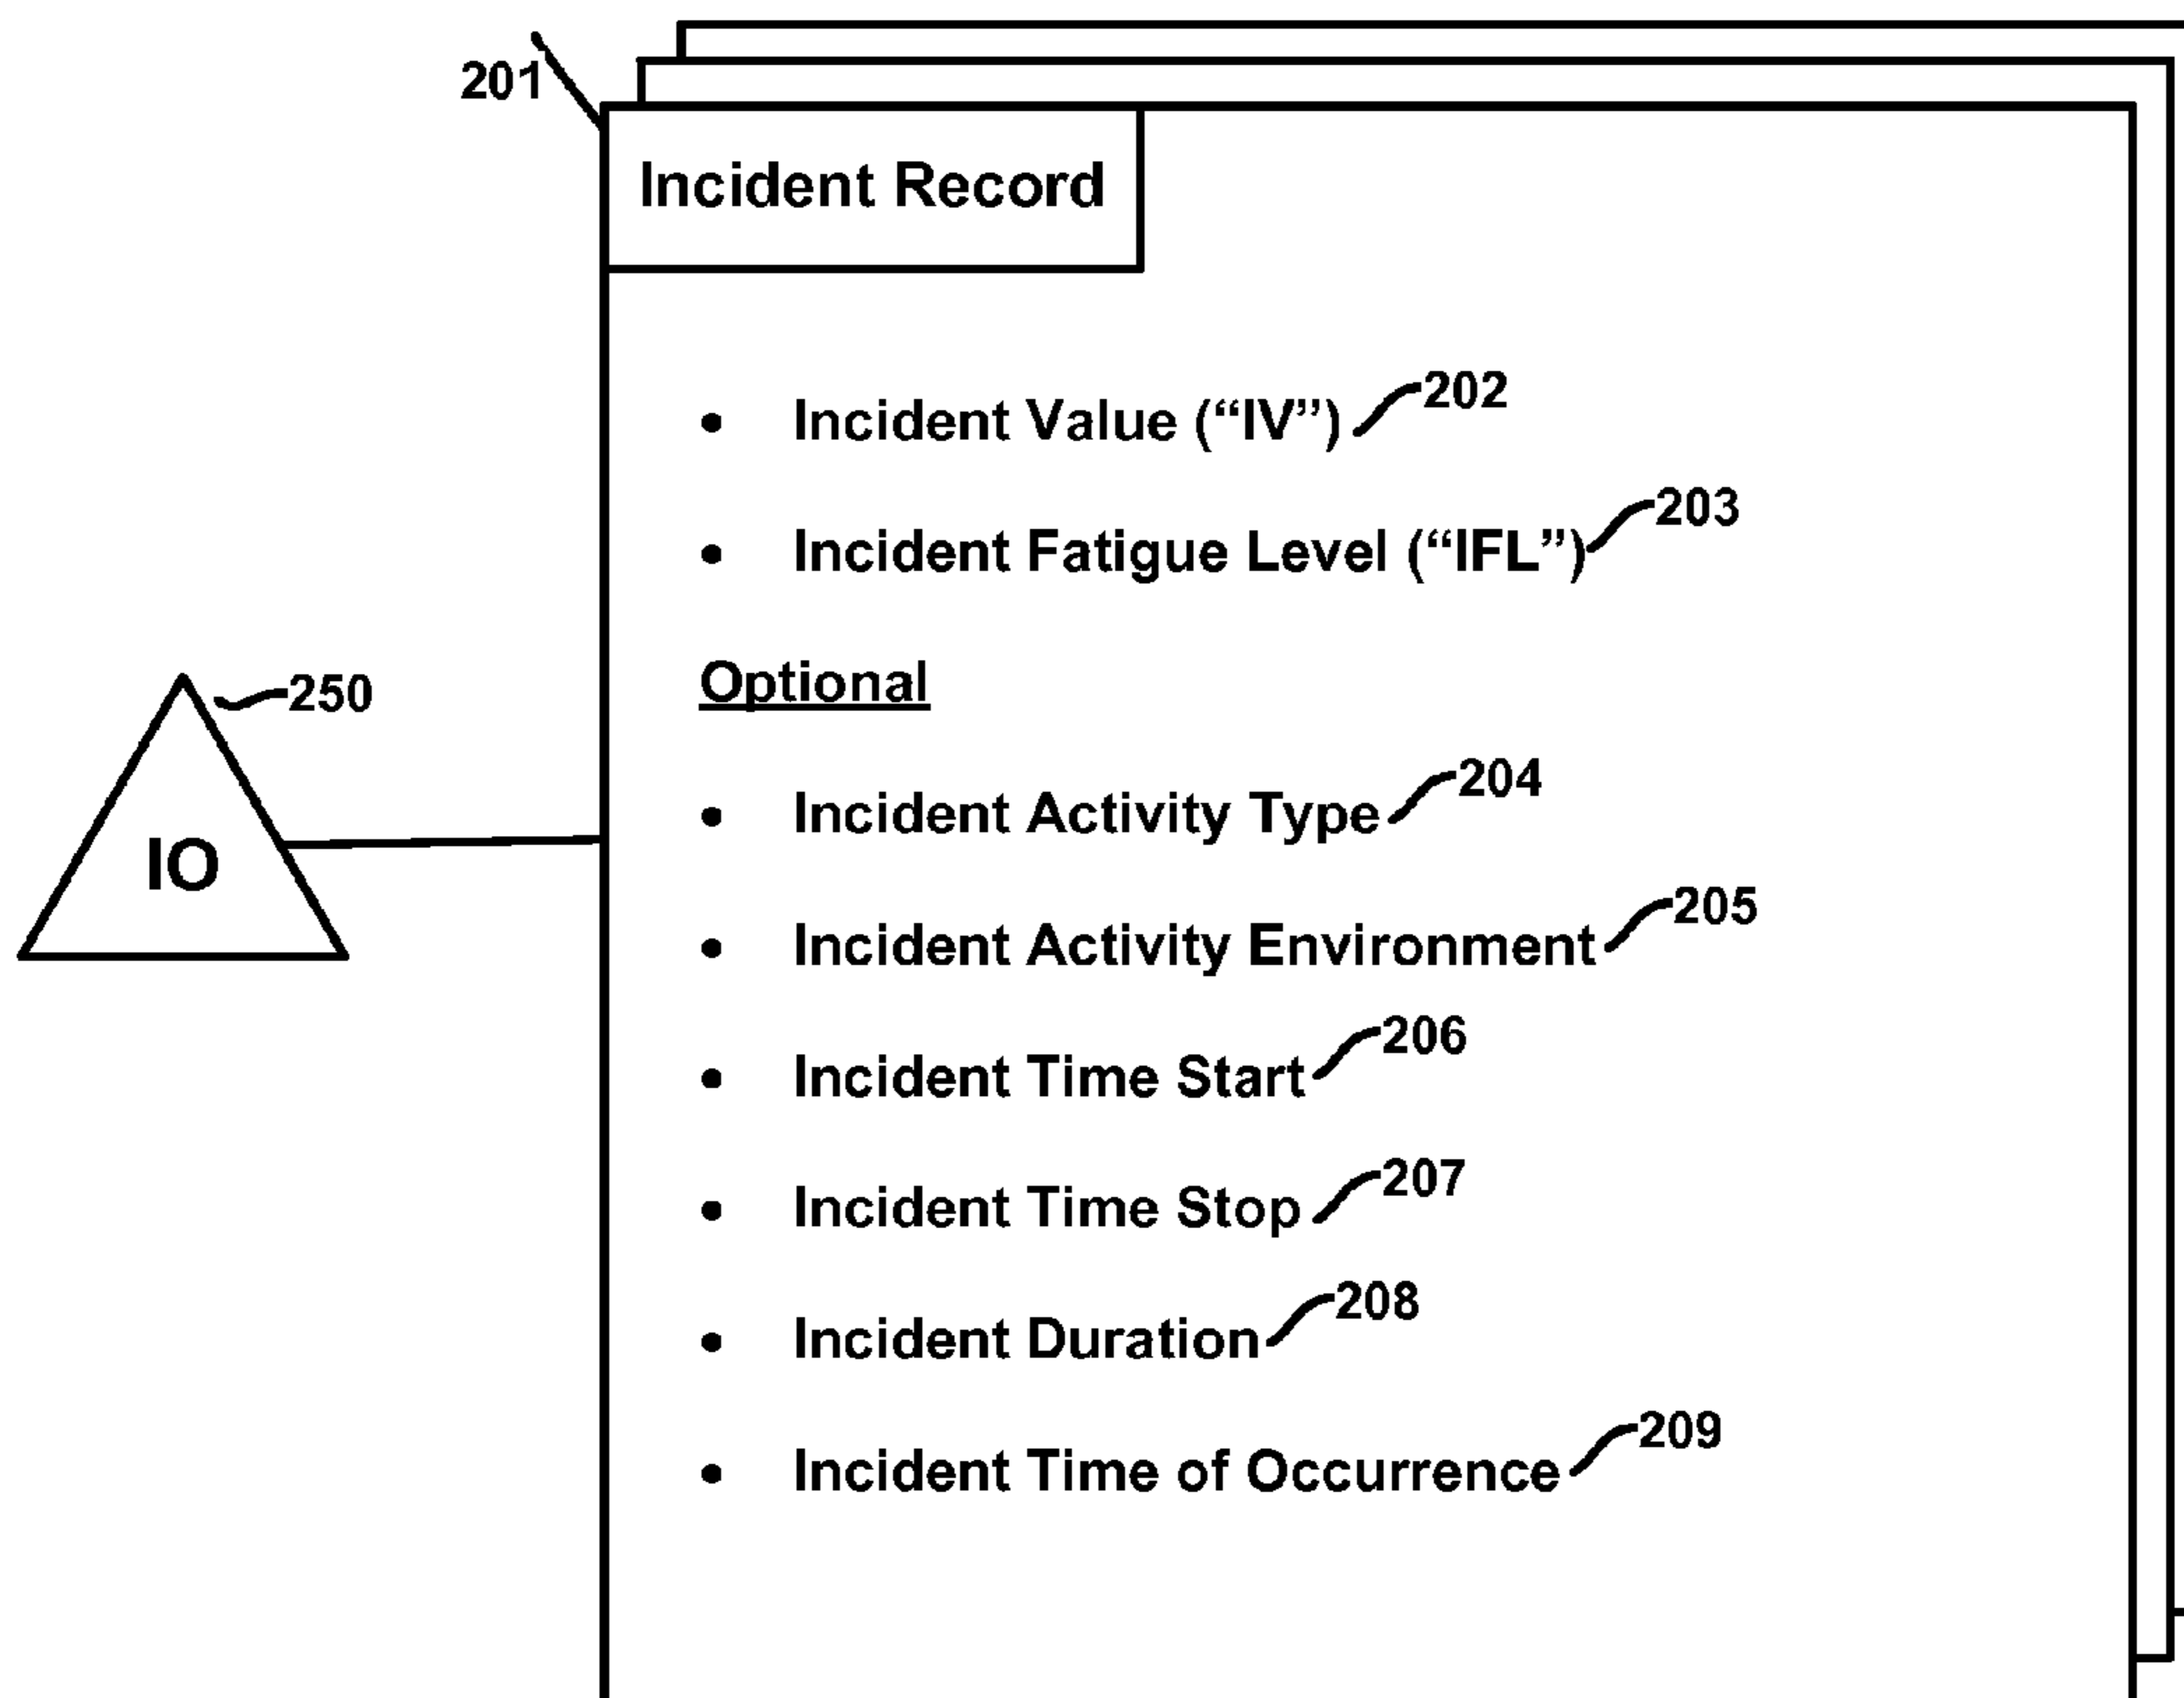 201
Incident Record
• Incident Value (“IV”) 202
• Incident Fatigue Level (“IFL”) 203
Optional
250
IO
• Incident Activity Type 204
• Incident Activity Environment 205
• Incident Time Start 206
• Incident Time Stop 207
• Incident Duration 208
• Incident Time of Occurrence 209